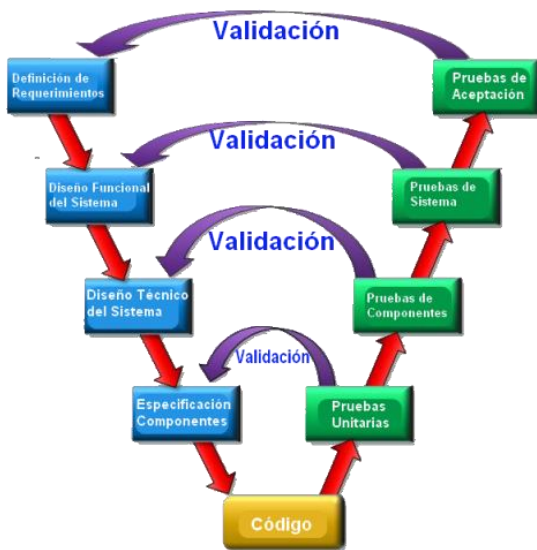 Validación
Definición de
Requerimientos
Pruebas de
Aceptación
Validación
Diseño Funcional
del Sistema
Pruebas de
Sistema
Validación
Diseño Técnico
del Sistema
Pruebas de
Componentes
Validación
Especificación
Componentes
Pruebas
Unitarias
Código